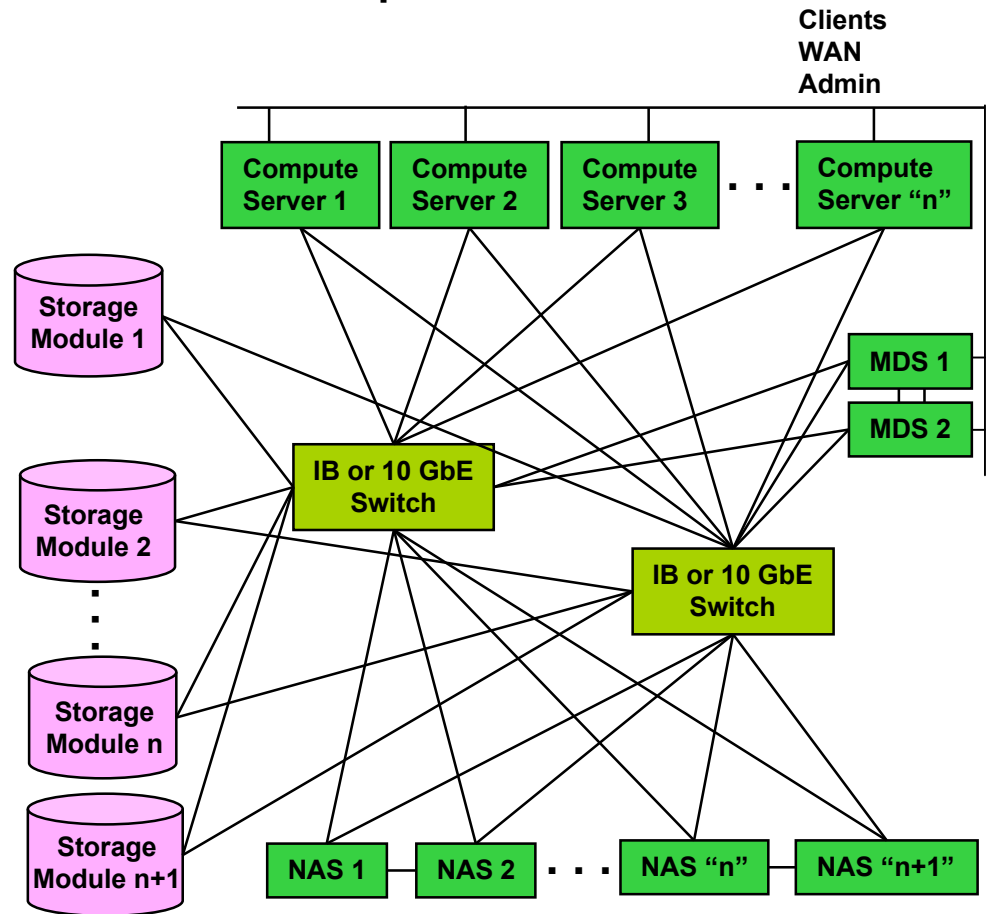 Clients
WAN
Admin
Compute
Server 1
Compute
Server 2
Compute
Server 3
. . .
Compute
Server “n”
Storage
Module 1
MDS 1
MDS 2
IB or 10 GbE
Switch
Storage
Module 2
IB or 10 GbE
Switch
Storage
Module n
Storage
Module n+1
NAS 1
NAS 2
. . .
NAS “n”
NAS “n+1”